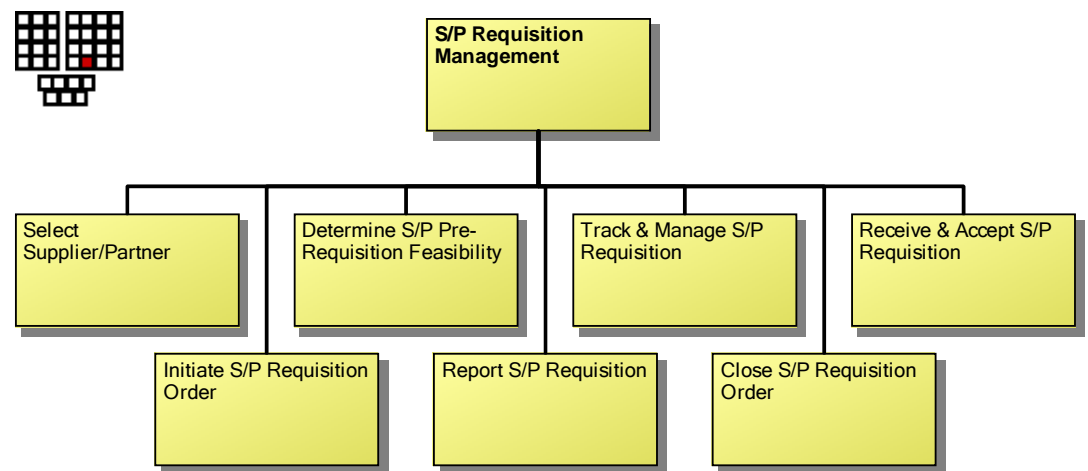 S/P Requisition
Management
Select
Supplier/Partner
Determine S/P Pre-
Requisition Feasibility
Track & Manage S/P
Requisition
Receive & Accept S/P
Requisition
Initiate S/P Requisition
Order
Report S/P Requisition
Close S/P Requisition
Order